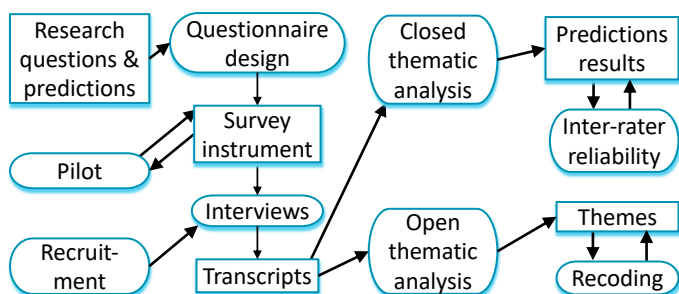 Research
questions &
predictions
Questionnaire
design
Survey
instrument
Pilot
Interviews
Recruit-
ment
Transcripts
Closed
thematic
analysis
Predictions
results
Inter-rater
reliability
Open
thematic
analysis
Themes
Recoding